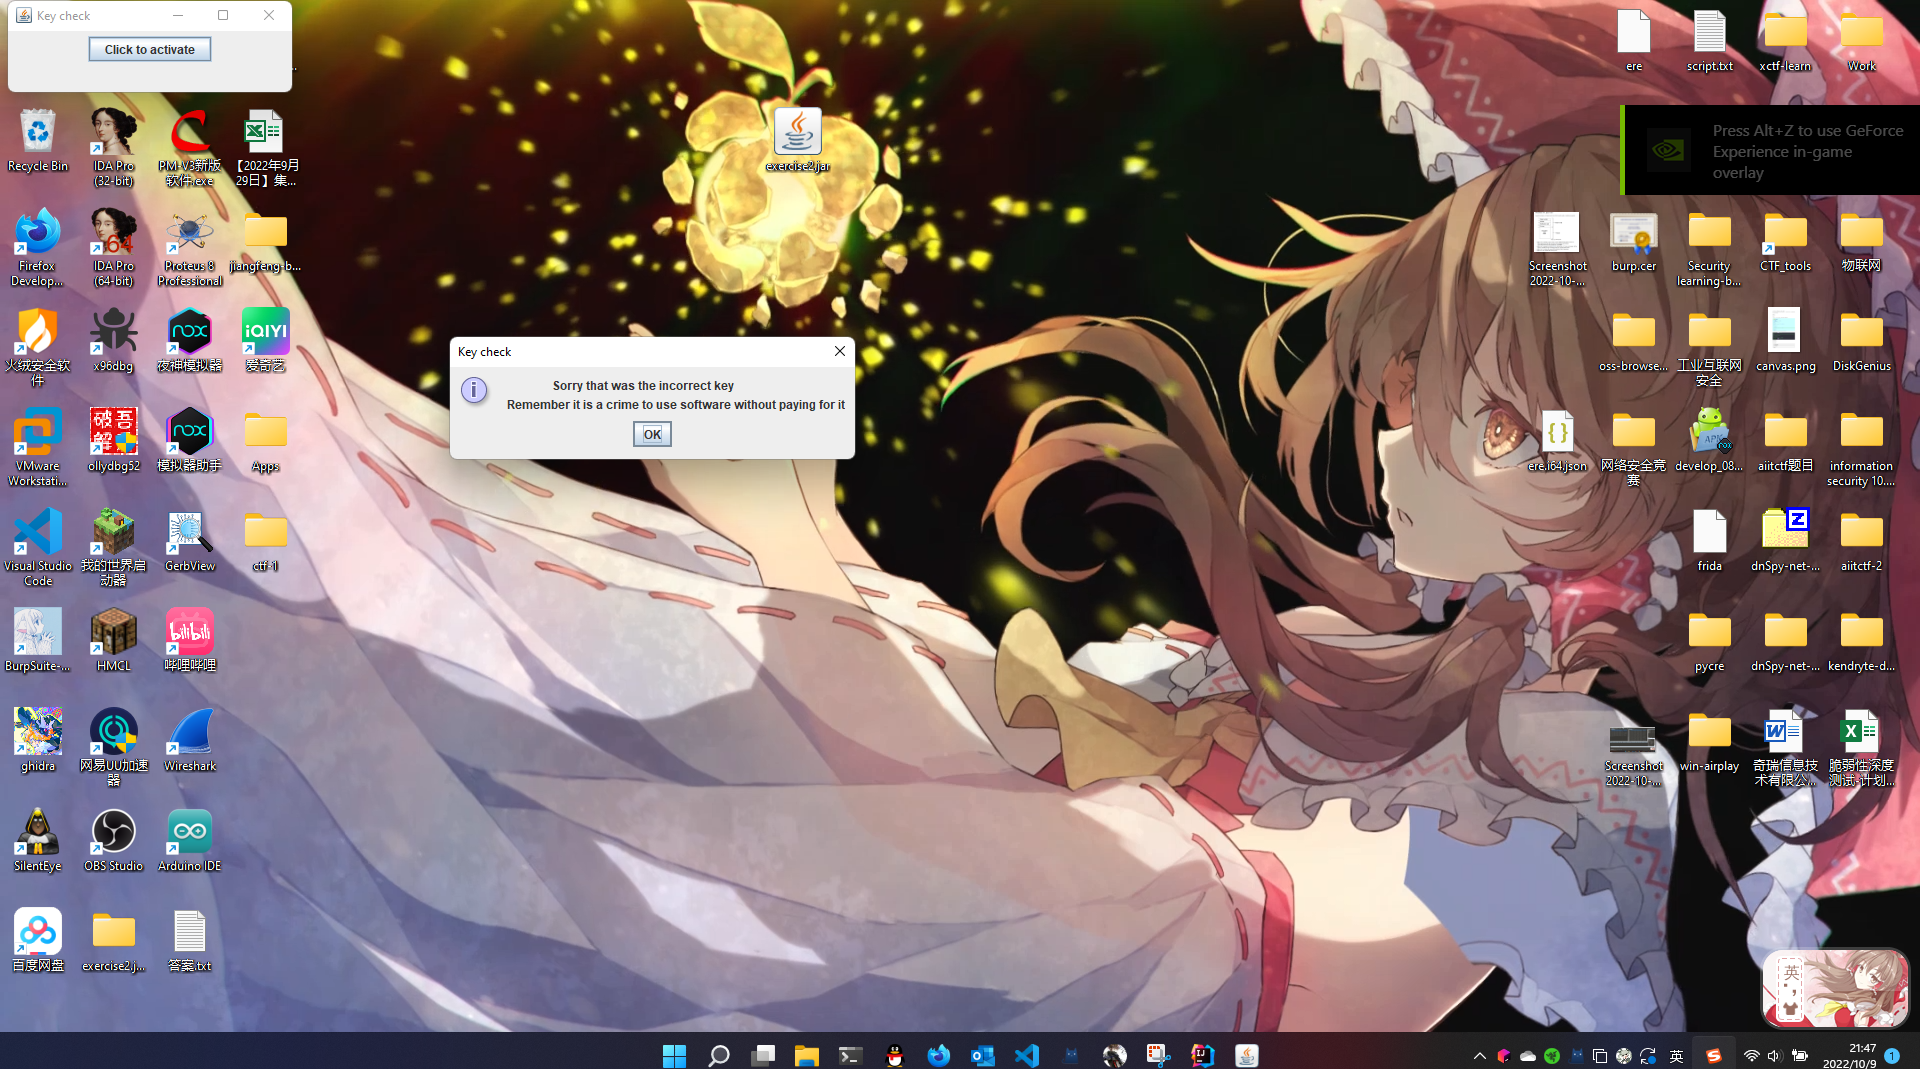 Key check
Click to activate
Recycle Bin
IDA Pro
(32-bit)
PM-V3新版
软件.exe
【2022年9月
29日】集...
Firefox
Develop...
IDA Pro
(64-bit)
Proteus 8
Professional
jiangfeng-b...
火绒安全软
件
x96dbg
夜神模拟器
爱奇艺
iQIYI
VMware
Workstati...
ollydbg52
模拟器助手
Apps
Visual Studio
Code
我的世界启
动器
GerbView
ctf-1
BurpSuite-...
HMCL
哔哩哔哩
bilibili
ghidra
网易UU加速
器
Wireshark
SilentEye
OBS Studio
Arduino IDE
百度网盘
exercise2.j...
答案.txt
exercise2.jar
Key check
Sorry that was the incorrect key
Remember it is a crime to use software without paying for it
OK
ere
script.txt
xctf-learn
Work
Press Alt+Z to use GeForce
Experience in-game
overlay
Screenshot
2022-10-...
burp.cer
Security
learning-b...
CTF_tools
物联网
oss-browse...
工业互联网
安全
canvas.png
DiskGenius
ere.i64.json
网络安全竞
赛
develop_08...
aiitctf题目
information
security 10....
frida
dnSpy-net-...
aiitctf-2
pycre
dnSpy-net-...
kendryte-d...
Screenshot
2022-10-...
win-airplay
奇瑞信息技
术有限公...
脆弱性深度
测试-计划...
英
英
21:47
2022/10/9
1